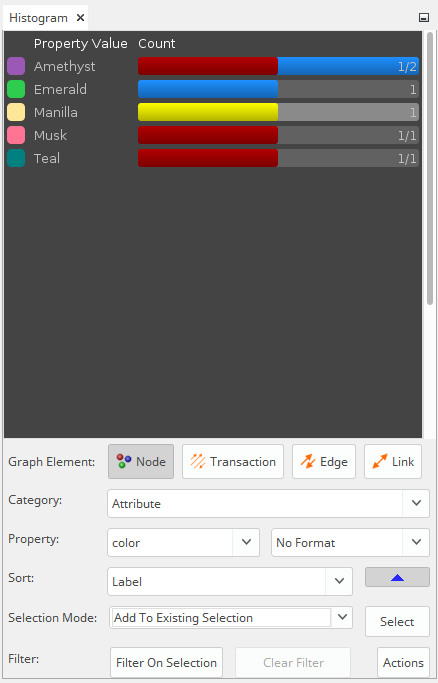 Histogram
Property Value Count
Amethyst 1/2
Emerald 1
Manilla 1
Musk 1/1
Teal 1/1
Graph Element: Node Transaction Edge Link
Category: Attribute
Property: color No Format
Sort: Label
Selection Mode: Add To Existing Selection Select
Filter: Filter On Selection Clear Filter Actions